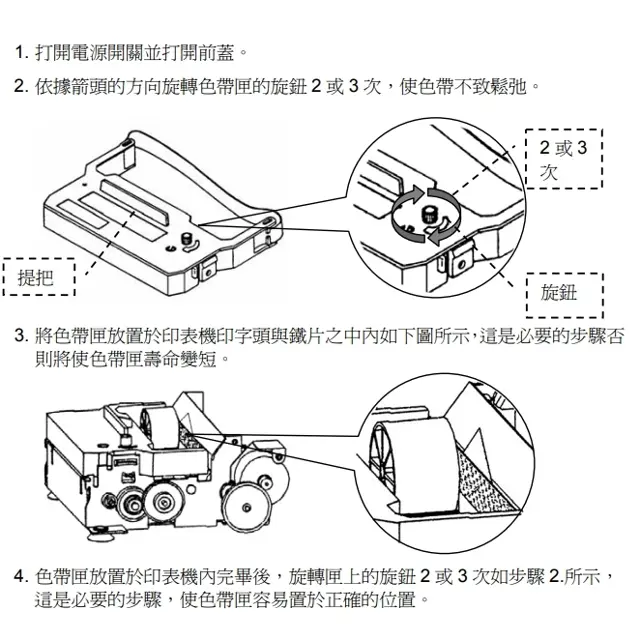 1. 打開電源開關並打開前蓋。
2. 依據箭頭的方向旋轉色帶匣的旋鈕 2 或 3 次，使色帶不致鬆弛。
2 或 3
次
提把
旋鈕
3. 將色帶匣放置於印表機印字頭與鐵片之中內如下圖所示，這是必要的步驟否
則將使色帶匣壽命變短。
4. 色帶匣放置於印表機內完畢後，旋轉匣上的旋鈕 2 或 3 次如步驟 2.所示，
這是必要的步驟，使色帶匣容易置於正確的位置。